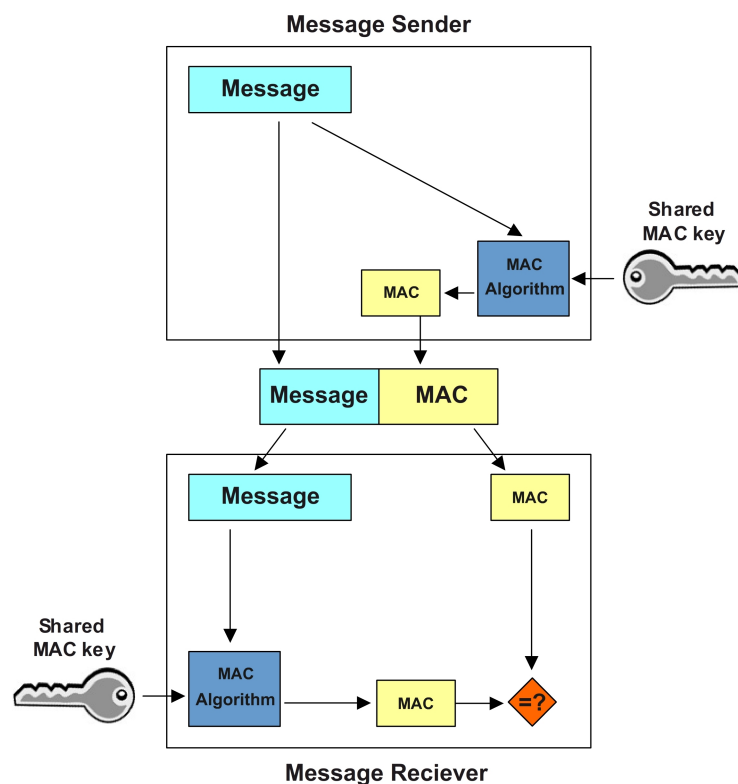 Message Sender
Message
Shared
MAC key
MAC
Algorithm
MAC
Message
MAC
Message
MAC
Shared
MAC key
MAC
Algorithm
MAC
=?
Message Reciever